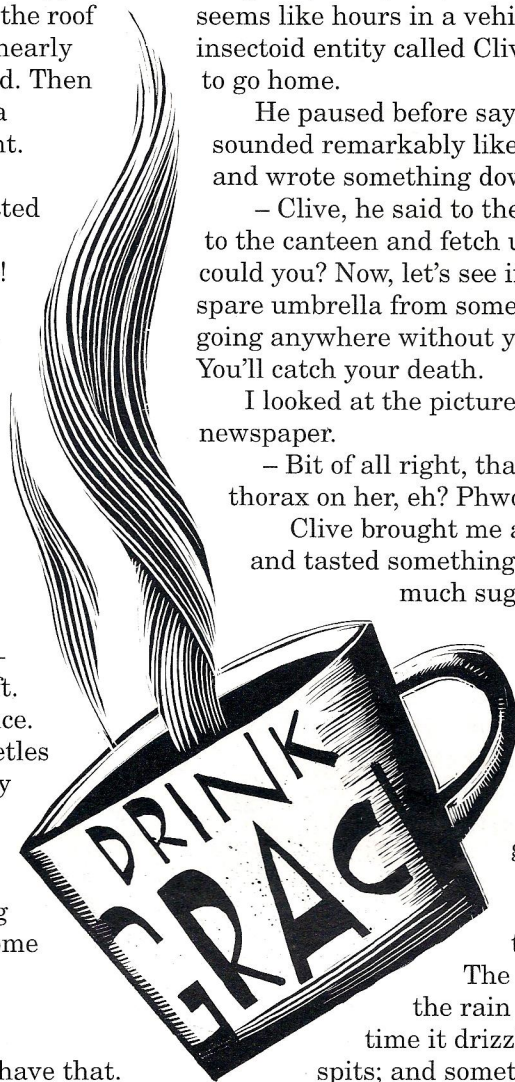 the roof
nearly
d. Then
a
nt.
ted
!
–
ft.
ce.
etles
y
g
ome
have that.
seems like hours in a vehi
insectoid entity called Cliv
to go home.
He paused before say
sounded remarkably like
and wrote something dow
– Clive, he said to the
to the canteen and fetch u
could you? Now, let's see i
spare umbrella from some
going anywhere without y
You'll catch your death.
I looked at the picture
newspaper.
– Bit of all right, tha
thorax on her, eh? Phwo
Clive brought me a
and tasted something
much sug
DRINK
GRAC
g
t
The
the rain
time it drizz
spits; and somet